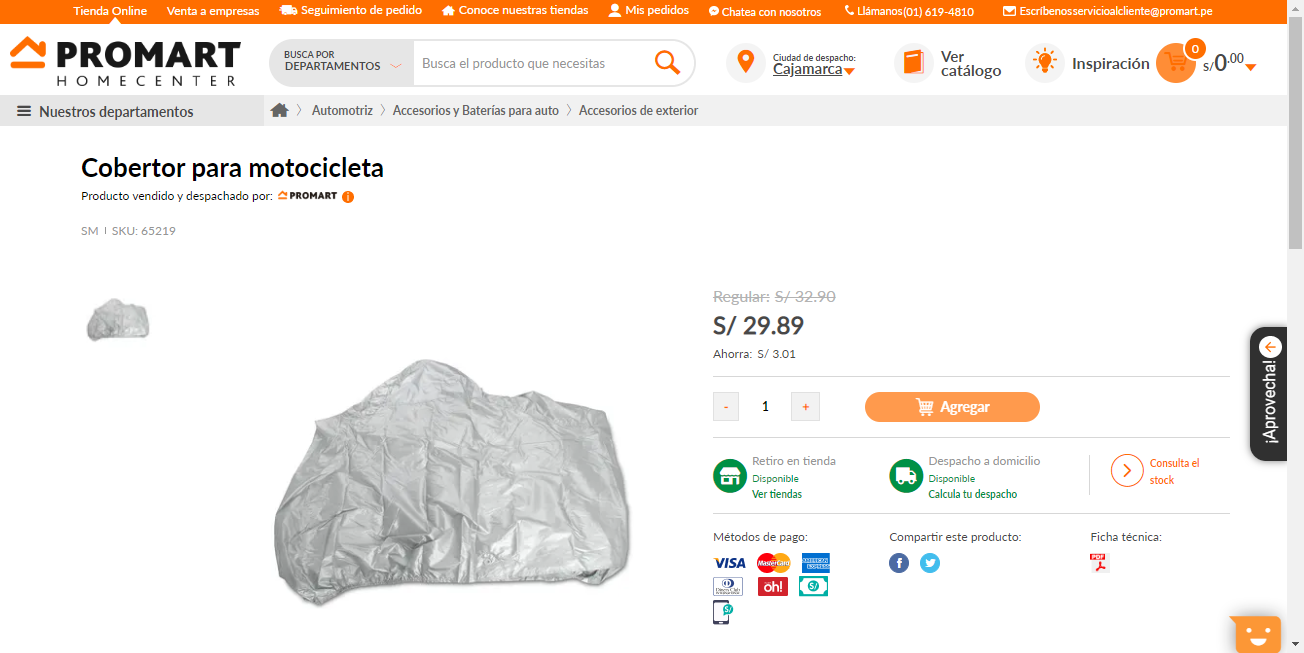 Tienda Online
Venta a empresas
Seguimiento de pedido
Conoce nuestras tiendas
Mis pedidos
Chatea con nosotros
Llámanos(01) 619-4810
Escríbenosservicioalcliente@promart.pe
PROMART
HOMECENTER
BUSCA POR
DEPARTAMENTOS
Busca el producto que necesitas
Ciudad de despacho:
Cajamarca
Ver
catálogo
Inspiración
0
S/0.00
Nuestros departamentos
Automotriz
Accesorios y Baterías para auto
Accesorios de exterior
Cobertor para motocicleta
Producto vendido y despachado por: PROMART i
SM | SKU: 65219
Regular: S/ 32.90
S/ 29.89
Ahorra: S/ 3.01
- 1 +
Agregar
¡Aprovecha!
Retiro en tienda
Disponible
Ver tiendas
Despacho a domicilio
Disponible
Calcula tu despacho
Consulta el
stock
Métodos de pago:
VISA
MasterCard
AMERICAN EXPRESS
Diners Club
oh!
S/
S/
Compartir este producto:
f
Ficha técnica:
PDF